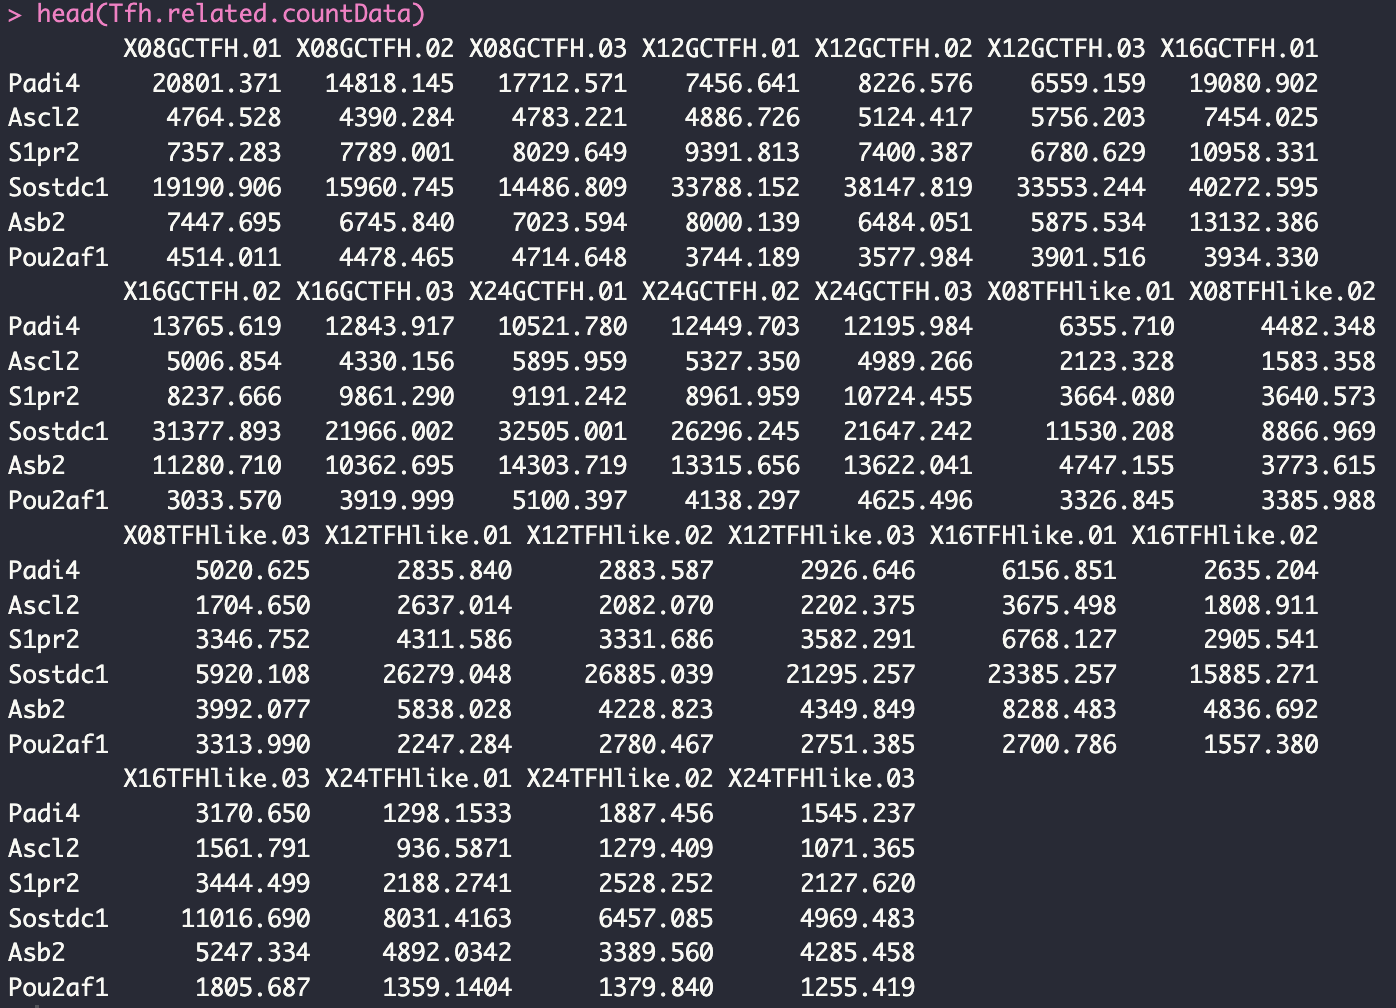 > head(Tfh.related.countData)
X08GCTFH.01 X08GCTFH.02 X08GCTFH.03 X12GCTFH.01 X12GCTFH.02 X12GCTFH.03 X16GCTFH.01
Padi4 20801.371 14818.145 17712.571 7456.641 8226.576 6559.159 19080.902
Ascl2 4764.528 4390.284 4783.221 4886.726 5124.417 5756.203 7454.025
S1pr2 7357.283 7789.001 8029.649 9391.813 7400.387 6780.629 10958.331
Sostdc1 19190.906 15960.745 14486.809 33788.152 38147.819 33553.244 40272.595
Asb2 7447.695 6745.840 7023.594 8000.139 6484.051 5875.534 13132.386
Pou2af1 4514.011 4478.465 4714.648 3744.189 3577.984 3901.516 3934.330
X16GCTFH.02 X16GCTFH.03 X24GCTFH.01 X24GCTFH.02 X24GCTFH.03 X08TFHlike.01 X08TFHlike.02
Padi4 13765.619 12843.917 10521.780 12449.703 12195.984 6355.710 4482.348
Ascl2 5006.854 4330.156 5895.959 5327.350 4989.266 2123.328 1583.358
S1pr2 8237.666 9861.290 9191.242 8961.959 10724.455 3664.080 3640.573
Sostdc1 31377.893 21966.002 32505.001 26296.245 21647.242 11530.208 8866.969
Asb2 11280.710 10362.695 14303.719 13315.656 13622.041 4747.155 3773.615
Pou2af1 3033.570 3919.999 5100.397 4138.297 4625.496 3326.845 3385.988
X08TFHlike.03 X12TFHlike.01 X12TFHlike.02 X12TFHlike.03 X16TFHlike.01 X16TFHlike.02
Padi4 5020.625 2835.840 2883.587 2926.646 6156.851 2635.204
Ascl2 1704.650 2637.014 2082.070 2202.375 3675.498 1808.911
S1pr2 3346.752 4311.586 3331.686 3582.291 6768.127 2905.541
Sostdc1 5920.108 26279.048 26885.039 21295.257 23385.257 15885.271
Asb2 3992.077 5838.028 4228.823 4349.849 8288.483 4836.692
Pou2af1 3313.990 2247.284 2780.467 2751.385 2700.786 1557.380
X16TFHlike.03 X24TFHlike.01 X24TFHlike.02 X24TFHlike.03
Padi4 3170.650 1298.1533 1887.456 1545.237
Ascl2 1561.791 936.5871 1279.409 1071.365
S1pr2 3444.499 2188.2741 2528.252 2127.620
Sostdc1 11016.690 8031.4163 6457.085 4969.483
Asb2 5247.334 4892.0342 3389.560 4285.458
Pou2af1 1805.687 1359.1404 1379.840 1255.419